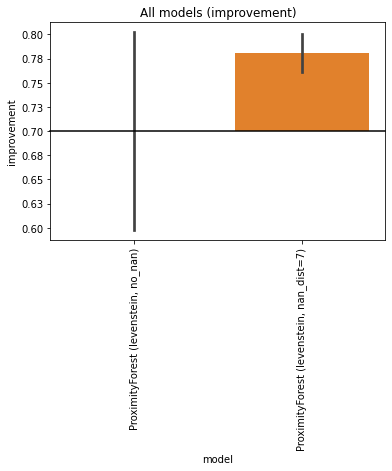 All models (improvement)
improvement
0.80
0.78
0.75
0.73
0.70
0.68
0.65
0.63
0.60
ProximityForest (levenstein, no_nan)
ProximityForest (levenstein, nan_dist=7)
model